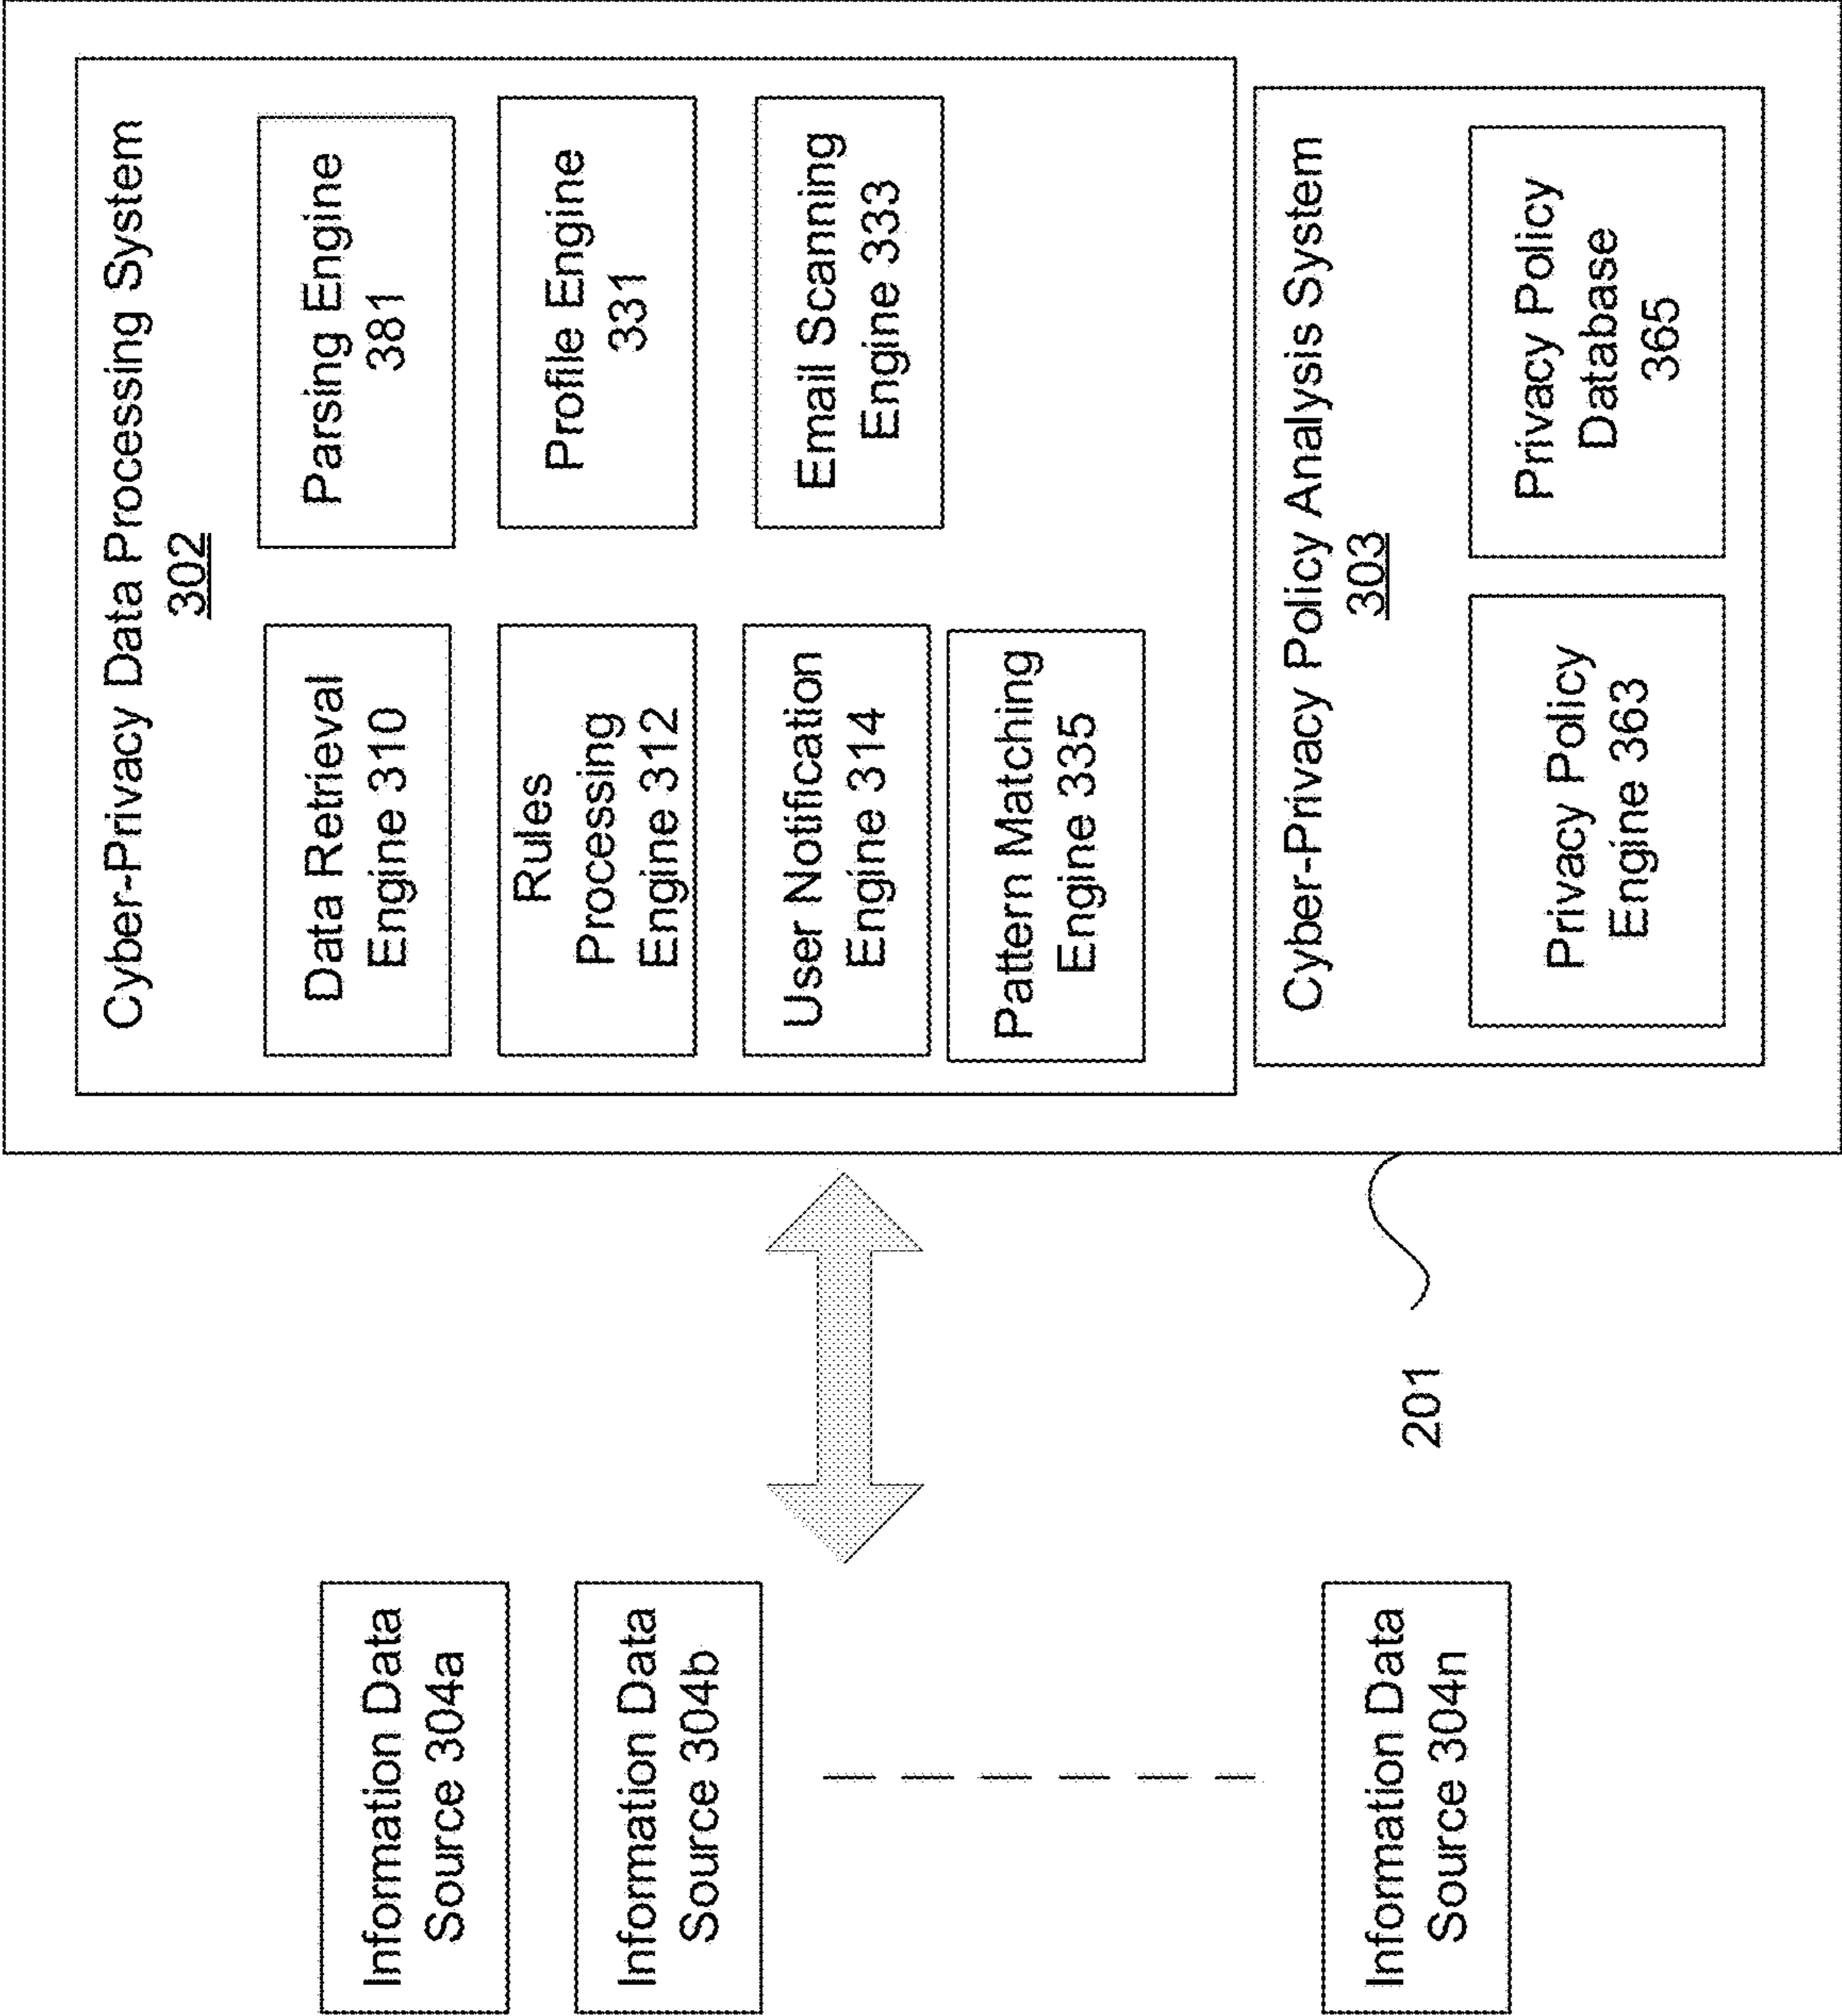 Information Data
Source 304a
Information Data
Source 304b
Information Data
Source 304n
201
Cyber-Privacy Data Processing System
302
Data Retrieval
Engine 310
Parsing Engine
381
Rules
Processing
Engine 312
Profile Engine
331
User Notification
Engine 314
Email Scanning
Engine 333
Pattern Matching
Engine 335
Cyber-Privacy Policy Analysis System
303
Privacy Policy
Engine 363
Privacy Policy
Database
365